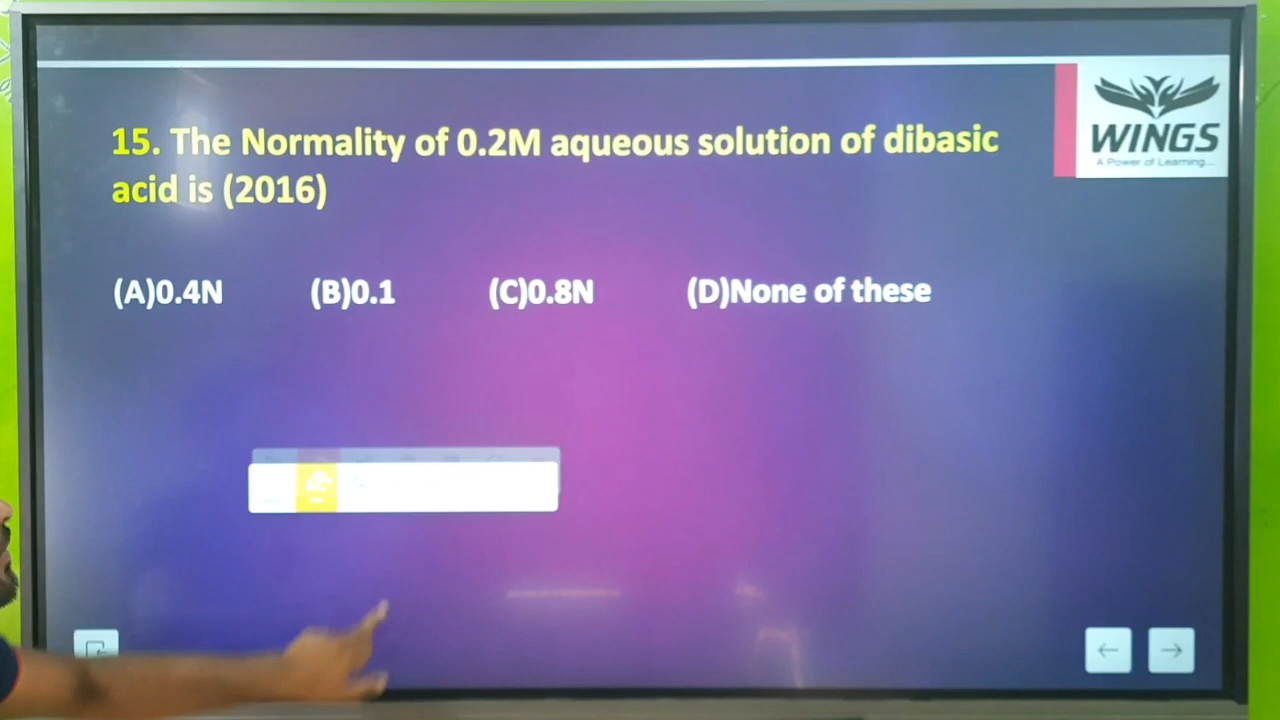 15. The Normality of 0.2M aqueous solution of dibasic
acid is (2016)
(A)0.4N (B)0.1 (C)0.8N (D)None of these
WINGS
A Power of Learning....